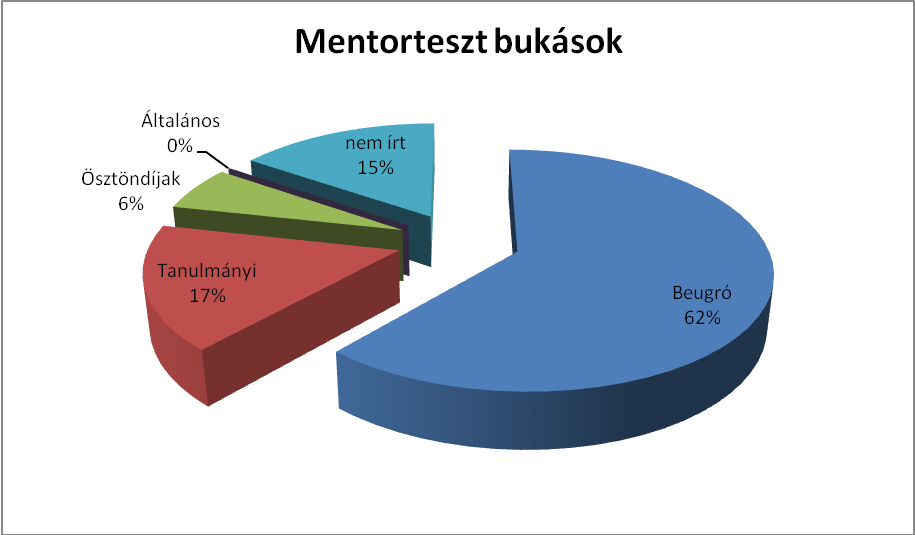 Mentorteszt bukások
Általános
0%
nem írt
15%
Ösztöndíjak
6%
Tanulmányi
17%
Beugró
62%